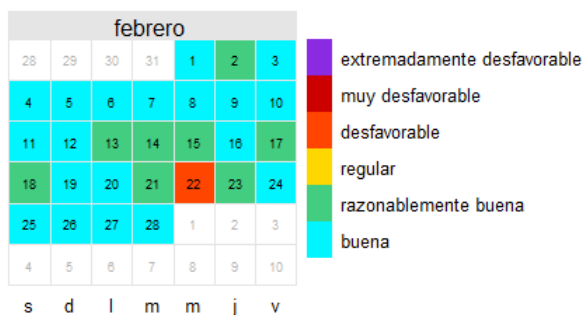 febrero
28 29 30 31 1 2 3
4 5 6 7 8 9 10
11 12 13 14 15 16 17
18 19 20 21 22 23 24
25 26 27 28 1 2 3
4 5 6 7 8 9 10
s d l m m j v
extremadamente desfavorable
muy desfavorable
desfavorable
regular
razonablemente buena
buena